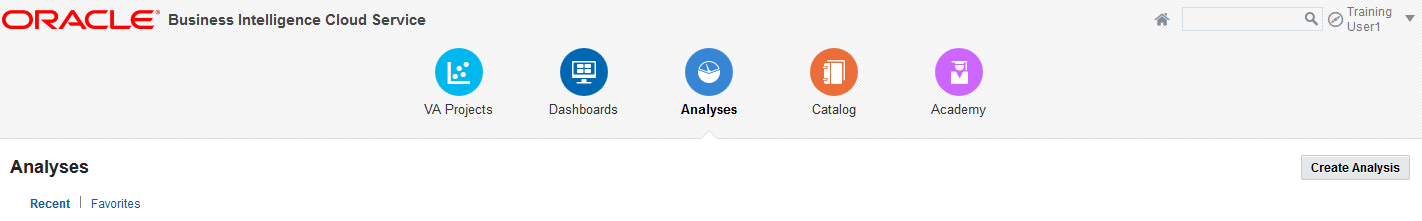 ORACLE® Business Intelligence Cloud Service
Training
User1
VA Projects
Dashboards
Analyses
Catalog
Academy
Analyses
Create Analysis
Recent | Favorites